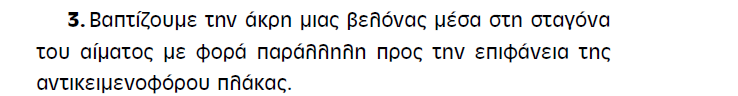 3. Βαπτίζουμε την άκρη μιας βελόνας μέσα στη σταγόνα
του αίματος με φορά παράλληλη προς την επιφάνεια της
αντικειμενοφόρου πλάκας.